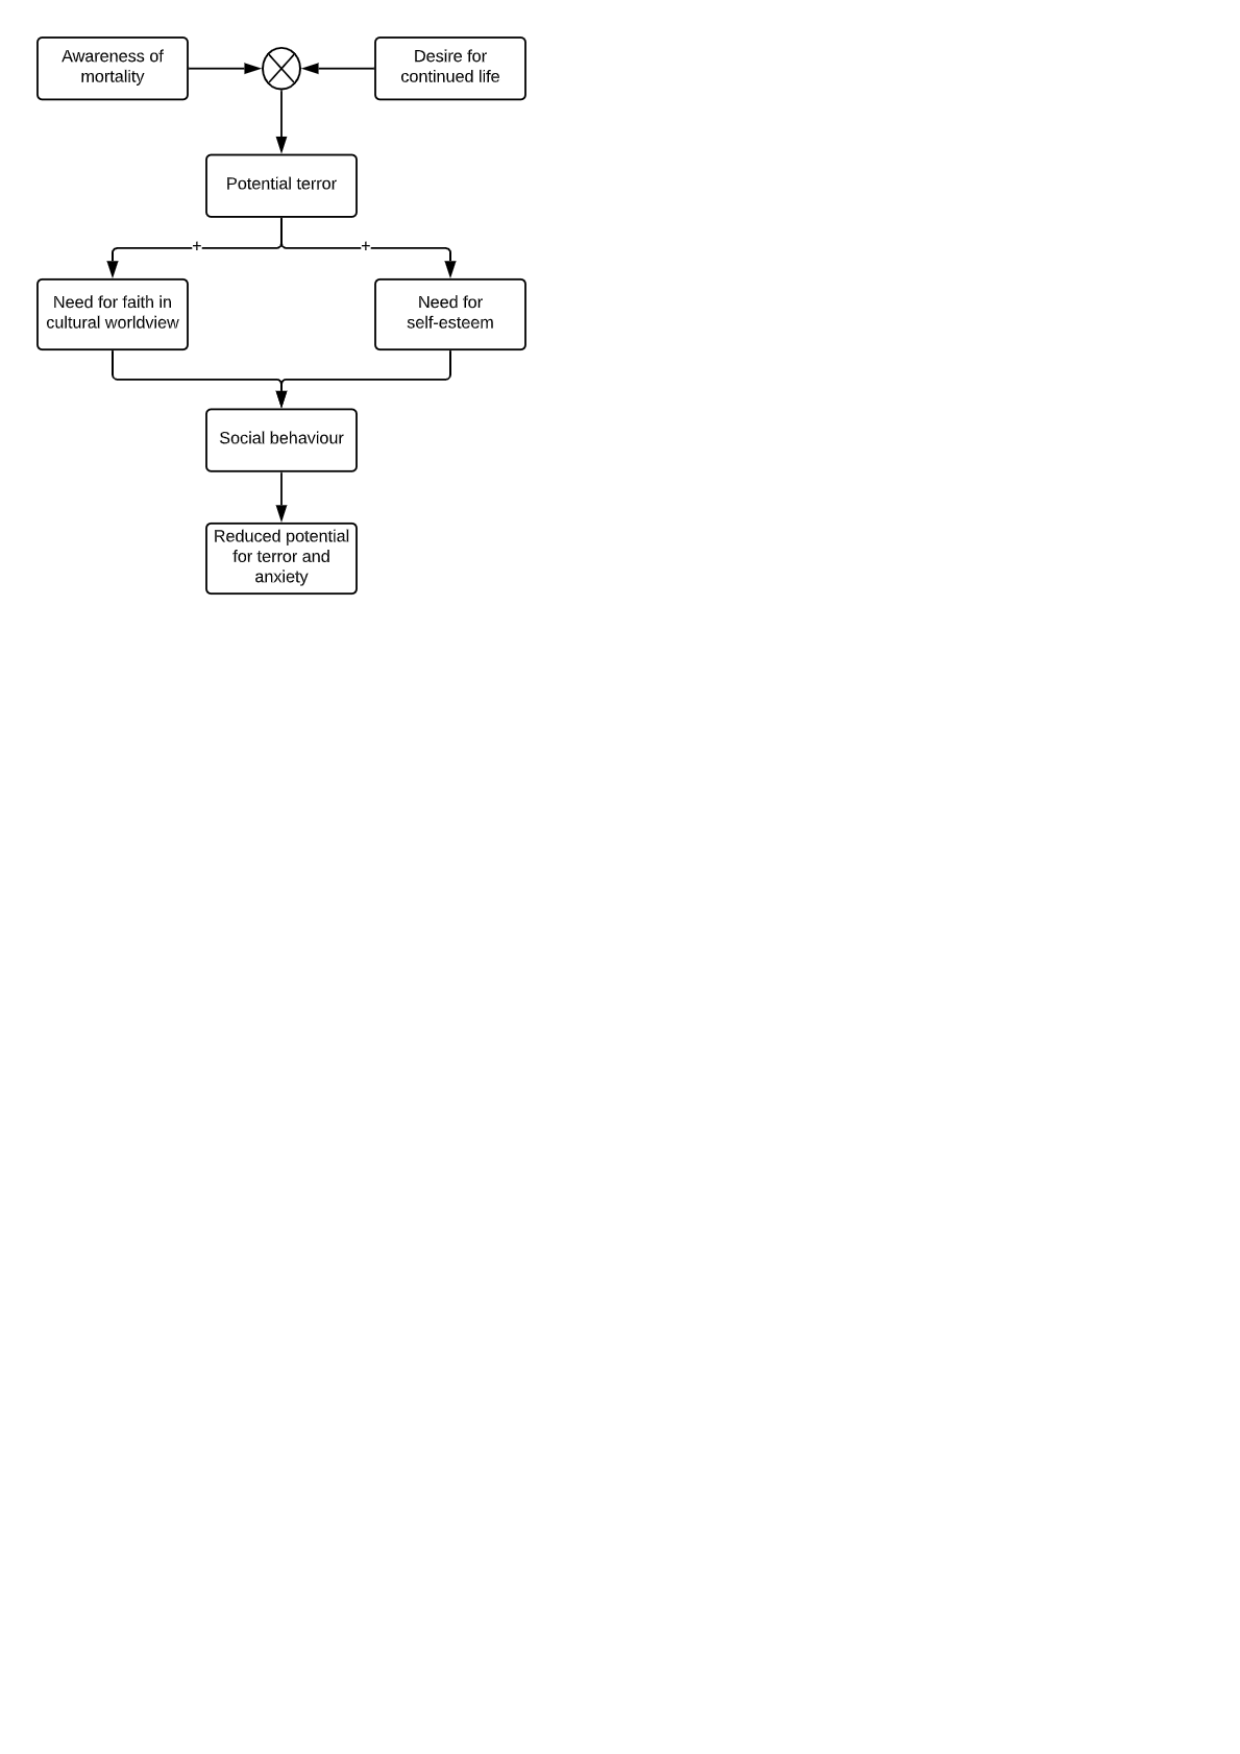 Awareness of
mortality
Desire for
continued life
Potential terror
+
+
Need for faith in
cultural worldview
Need for
self-esteem
Social behaviour
Reduced potential
for terror and
anxiety